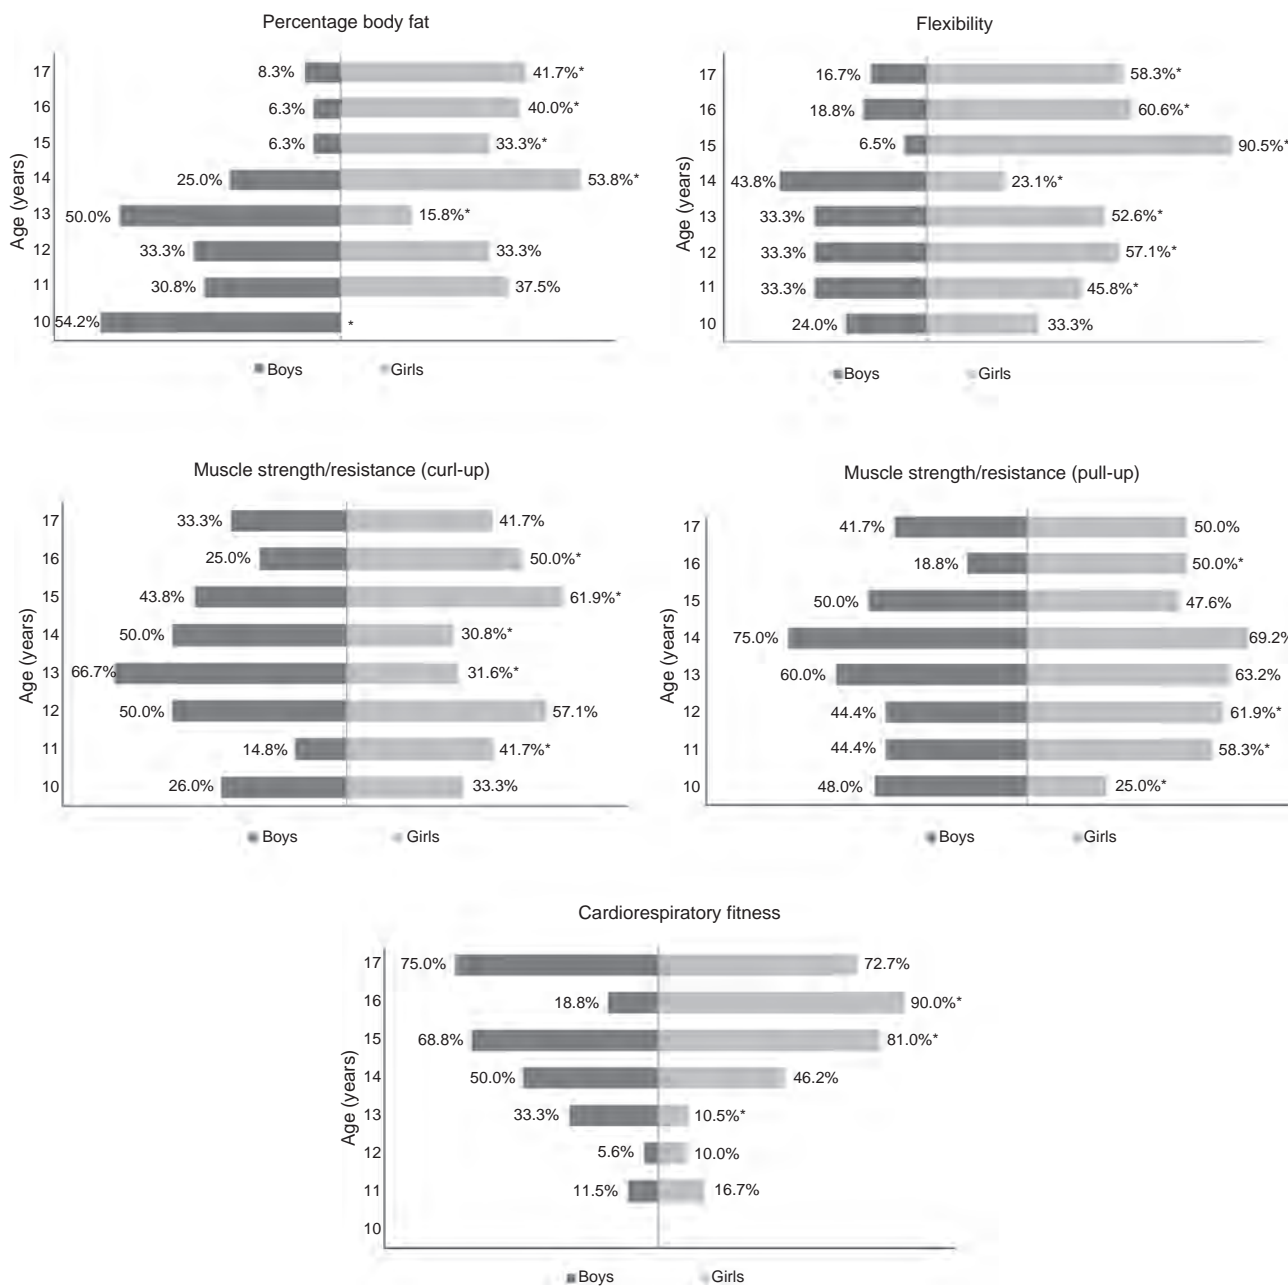 Percentage body fat
17 8.3% 41.7%*
16 6.3% 40.0%*
15 6.3% 33.3%*
14 25.0% 53.8%*
13 50.0% 15.8%*
12 33.3% 33.3%
11 30.8% 37.5%
10 54.2% *
Age (years)
Boys Girls
Flexibility
17 16.7% 58.3%*
16 18.8% 60.6%*
15 6.5% 90.5%*
14 43.8% 23.1%*
13 33.3% 52.6%*
12 33.3% 57.1%*
11 33.3% 45.8%*
10 24.0% 33.3%
Age (years)
Boys Girls
Muscle strength/resistance (curl-up)
17 33.3% 41.7%
16 25.0% 50.0%*
15 43.8% 61.9%*
14 50.0% 30.8%*
13 66.7% 31.6%*
12 50.0% 57.1%
11 14.8% 41.7%*
10 26.0% 33.3%
Age (years)
Boys Girls
Muscle strength/resistance (pull-up)
17 41.7% 50.0%
16 18.8% 50.0%*
15 50.0% 47.6%
14 75.0% 69.2%
13 60.0% 63.2%
12 44.4% 61.9%*
11 44.4% 58.3%*
10 48.0% 25.0%*
Age (years)
Boys Girls
Cardiorespiratory fitness
17 75.0% 72.7%
16 18.8% 90.0%*
15 68.8% 81.0%*
14 50.0% 46.2%
13 33.3% 10.5%*
12 5.6% 10.0%
11 11.5% 16.7%
10
Age (years)
Boys Girls